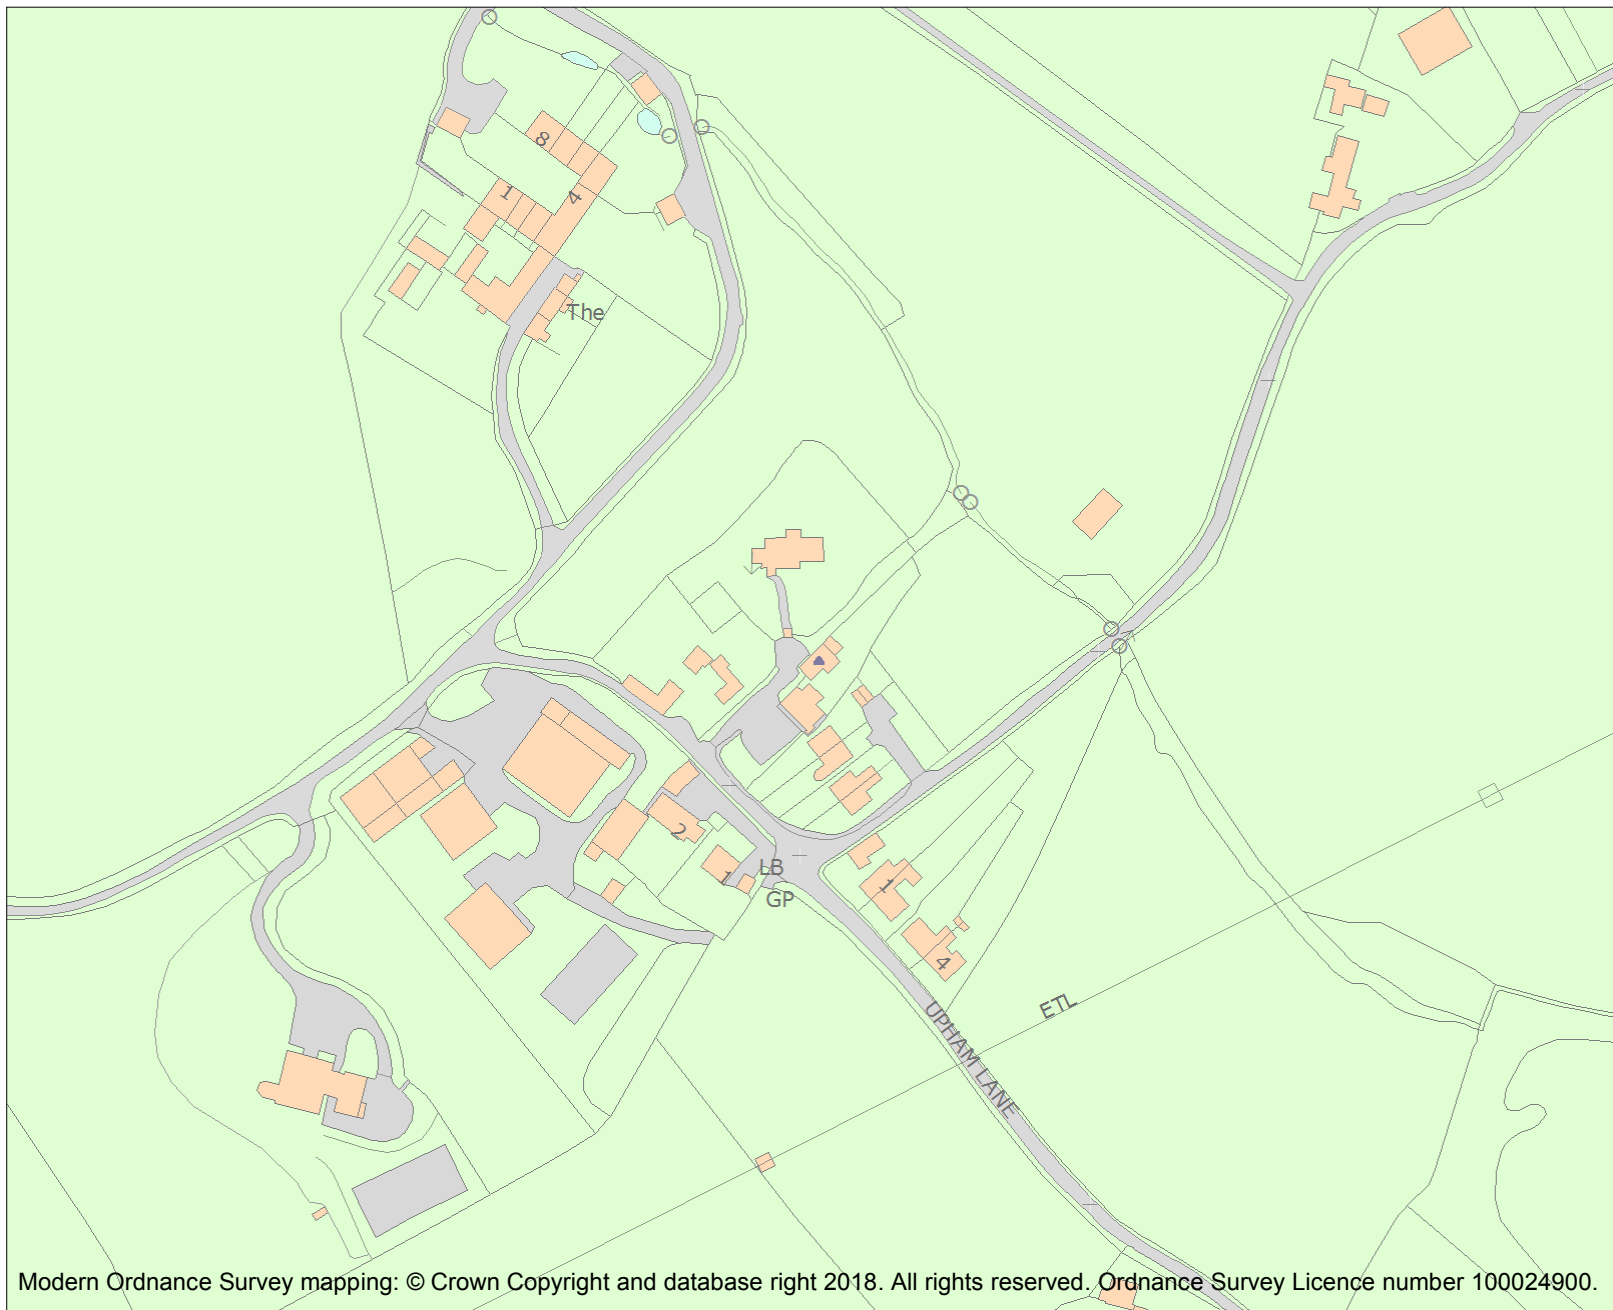 8
1
4
The
2
1
LB
GP
1
4
ETL
UPHAM LANE
Modern Ordnance Survey mapping: © Crown Copyright and database right 2018. All rights reserved. Ordnance Survey Licence number 100024900.